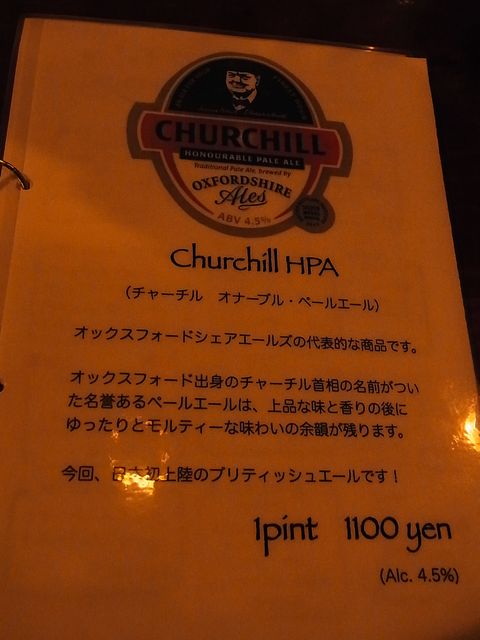 CHURCHILL
HONOURABLE PALE ALE
Traditional Pale Ale, brewed by
OXFORDSHIRE
Ales
ABV 4.5%
Churchill HPA
(チャーチル オナーブル・ペールエール)
オックスフォードシェアエールズの代表的な商品です。
オックスフォード出身のチャーチル首相の名前がつい
た名誉あるペールエールは、上品な味と香りの後に
ゆったりとモルティーな味わいの余韻が残ります。
今回、日本初上陸のブリティッシュエールです！
1pint 1100 yen
(Alc. 4.5%)